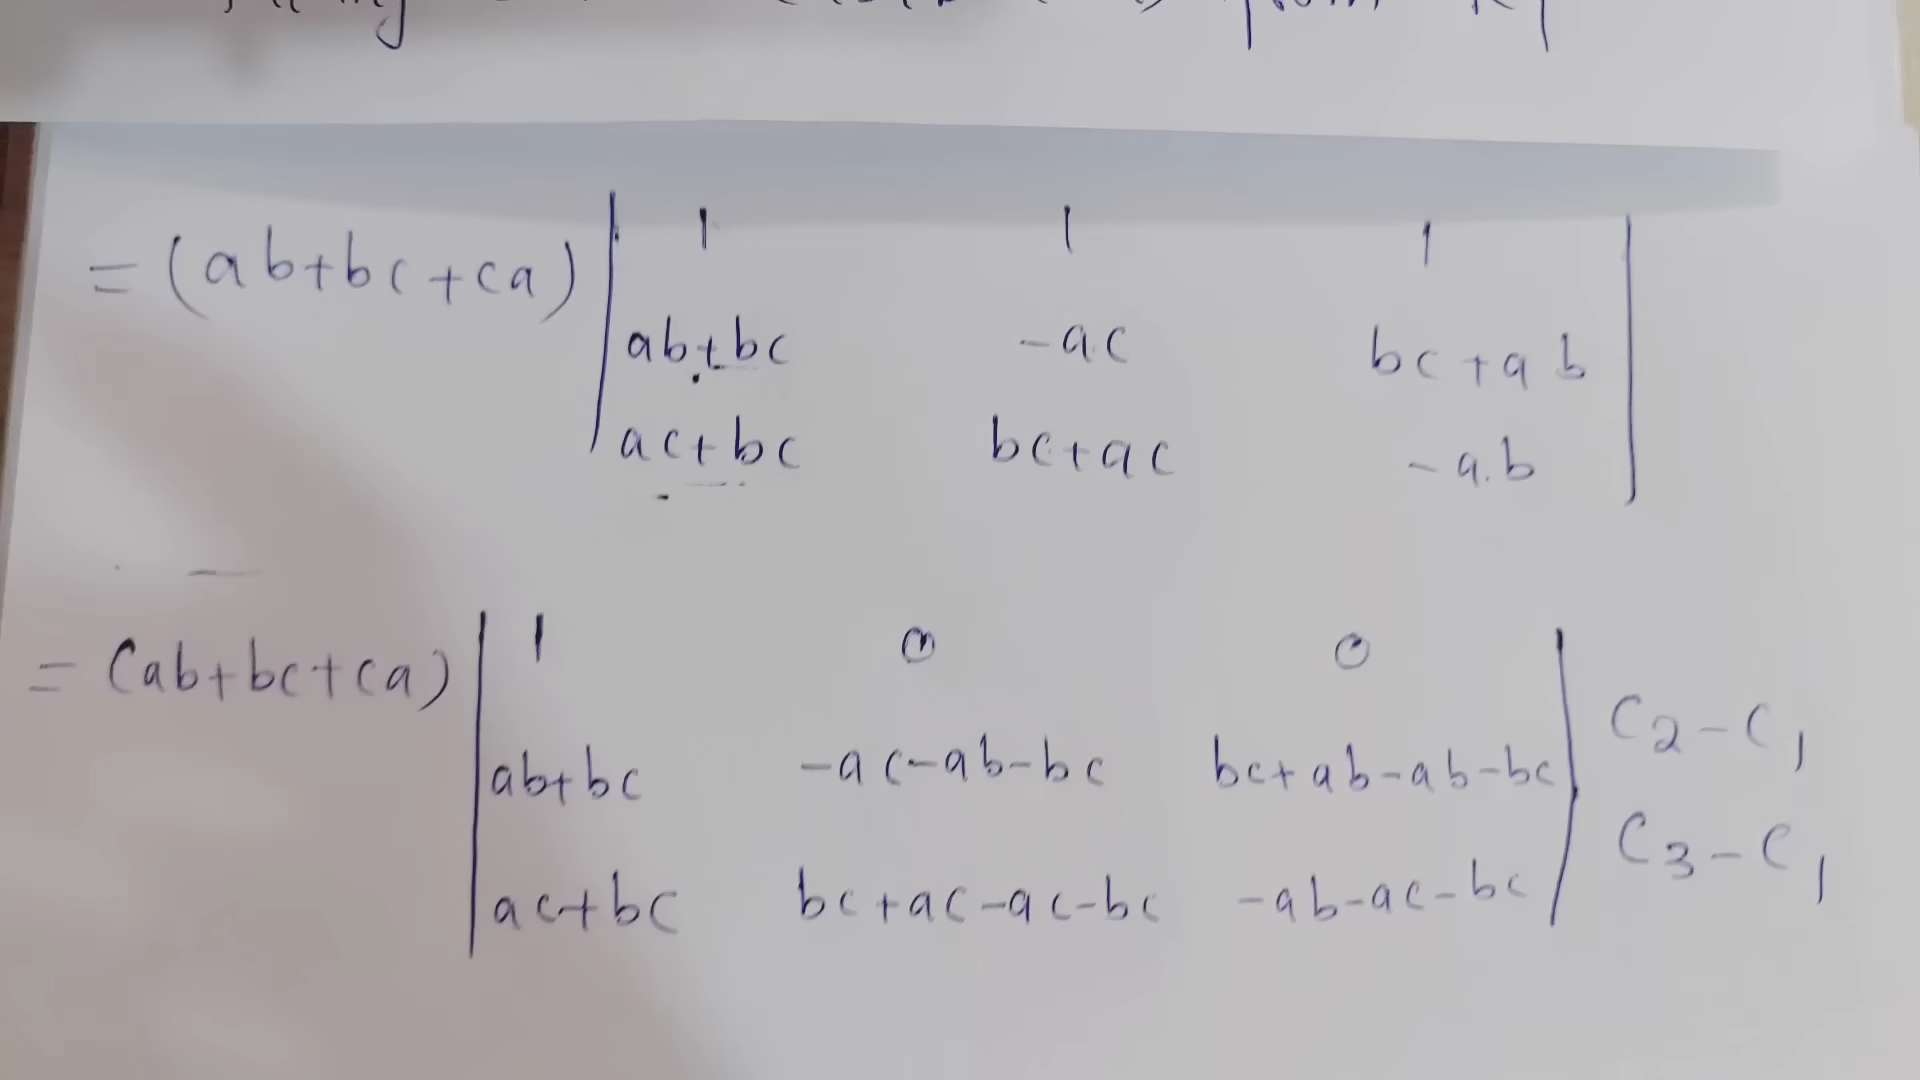 = (ab+bc+ca) | 1 1 1 |
ab+bc -ac bc+ab
ac+bc bc+ac -a.b
= (ab+bc+ca) | 1 0 0 |
ab+bc -ac-ab-bc bc+ab-ab-bc C2-C1
ac+bc bc+ac-ac-bc -ab-ac-bc C3-C1